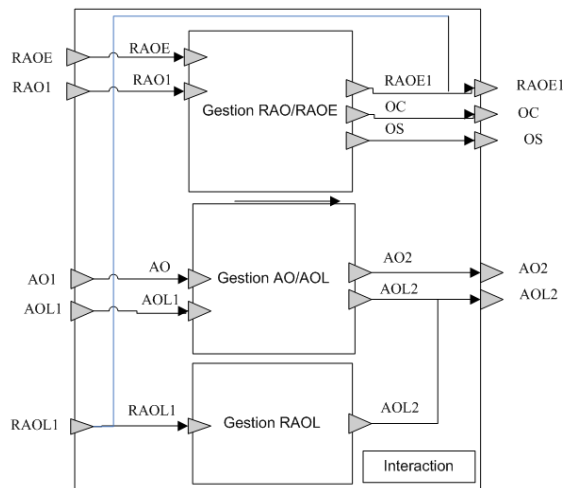 RAOE RAOE
RAO1 RAO1
Gestion RAO/RAOE
RAOE1 RAOE1
OC OC
OS OS
AO1 AO
AOL1 AOL1
Gestion AO/AOL
AO2 AO2
AOL2 AOL2
RAOL1 RAOL1
Gestion RAOL
AOL2
Interaction